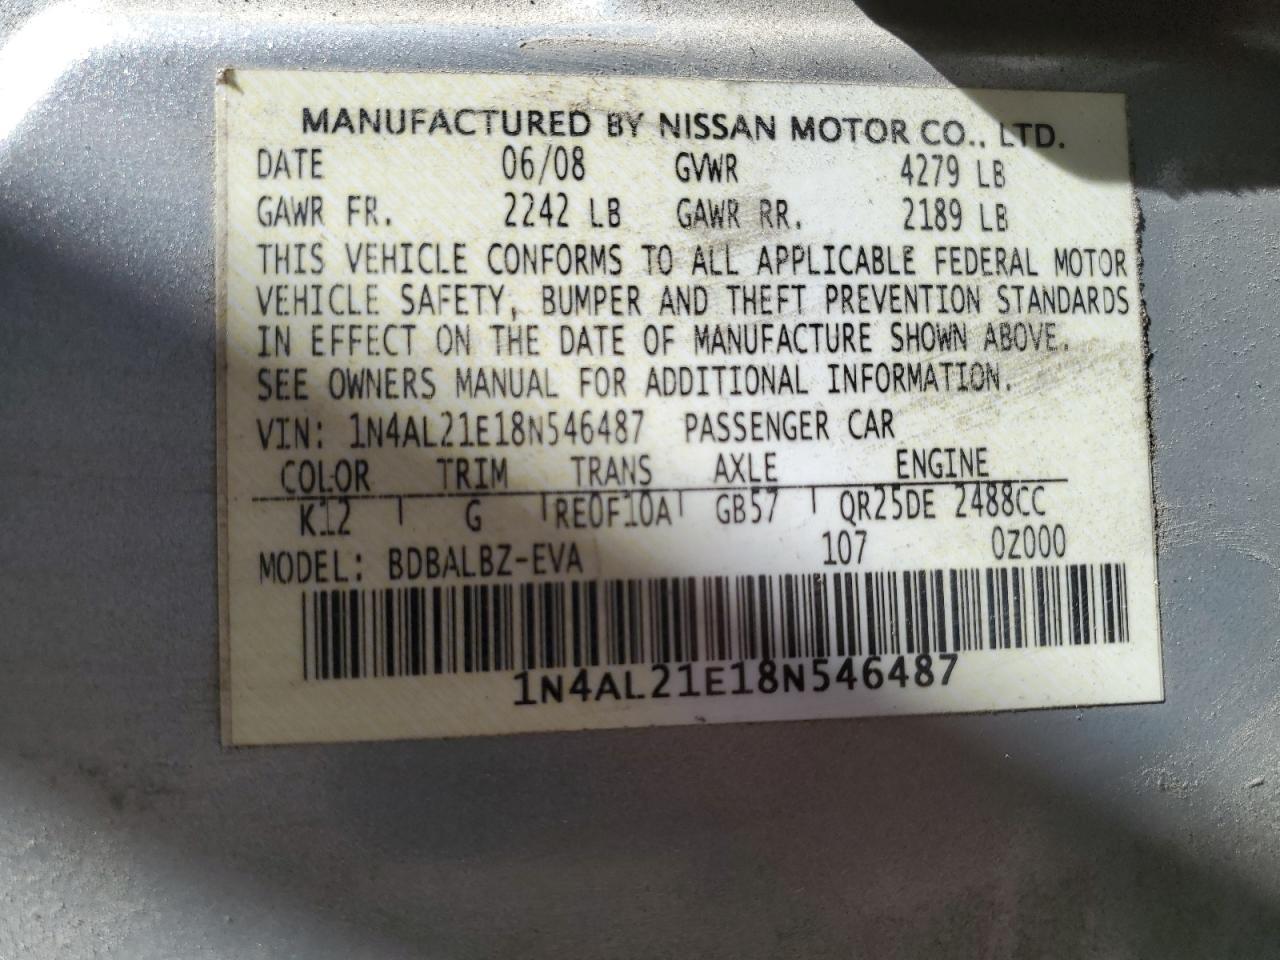 MANUFACTURED BY NISSAN MOTOR CO., LTD.
DATE 06/08 GVWR 4279 LB
GAWR FR. 2242 LB GAWR RR. 2189 LB
THIS VEHICLE CONFORMS TO ALL APPLICABLE FEDERAL MOTOR
VEHICLE SAFETY, BUMPER AND THEFT PREVENTION STANDARDS
IN EFFECT ON THE DATE OF MANUFACTURE SHOWN ABOVE.
SEE OWNERS MANUAL FOR ADDITIONAL INFORMATION.
VIN: 1N4AL21E18N546487 PASSENGER CAR
COLOR TRIM TRANS AXLE ENGINE
K12 G RE0F10A GB57 QR25DE 2488CC
MODEL: BDBALBZ-EVA 107 0Z000
1N4AL21E18N546487